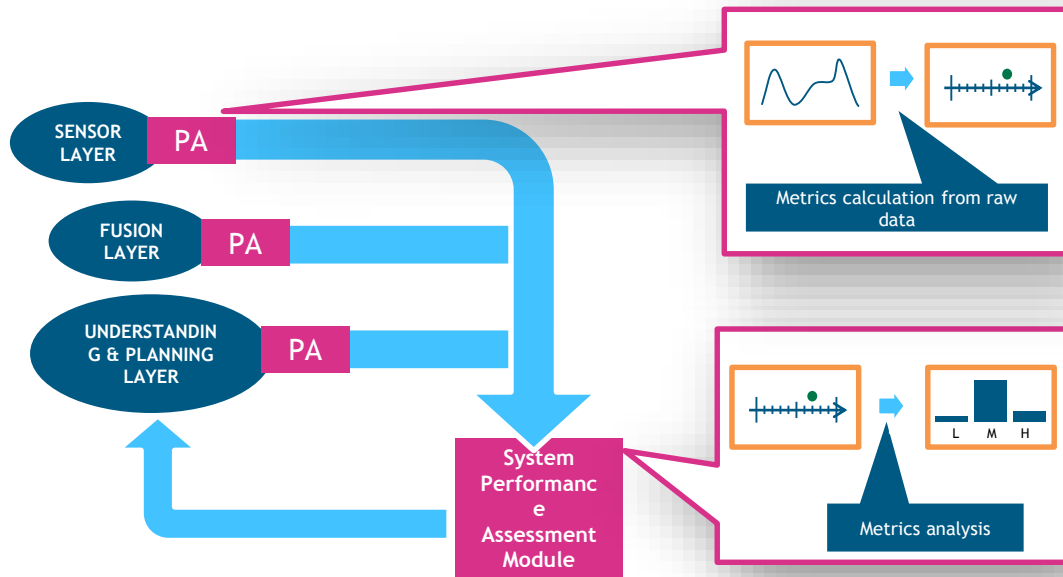 SENSOR
LAYER
PA
FUSION
LAYER
PA
UNDERSTANDIN
G & PLANNING
LAYER
PA
System
Performanc
e
Assessment
Module
Metrics calculation from raw
data
L M H
Metrics analysis